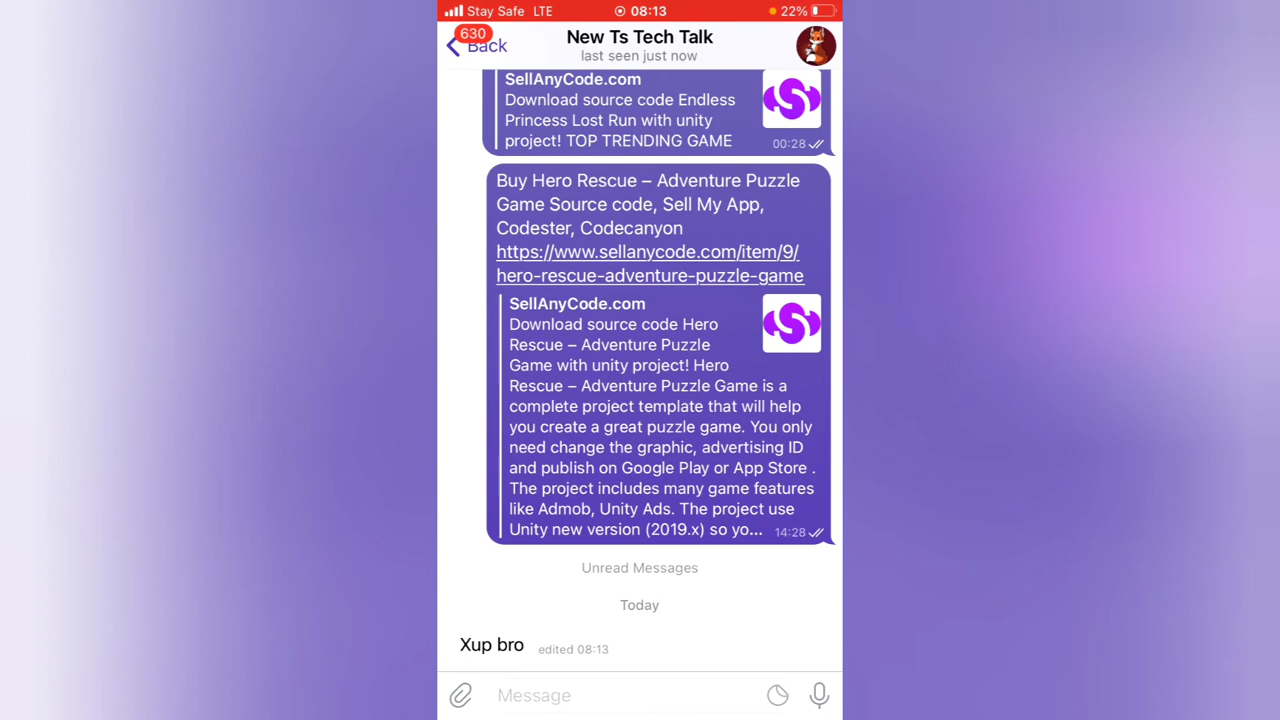 Stay Safe LTE 08:13 22%
630
Back
New Ts Tech Talk
last seen just now
SellAnyCode.com
Download source code Endless
Princess Lost Run with unity
project! TOP TRENDING GAME
00:28
Buy Hero Rescue – Adventure Puzzle
Game Source code, Sell My App,
Codester, Codecanyon
https://www.sellanycode.com/item/9/
hero-rescue-adventure-puzzle-game
SellAnyCode.com
Download source code Hero
Rescue – Adventure Puzzle
Game with unity project! Hero
Rescue – Adventure Puzzle Game is a
complete project template that will help
you create a great puzzle game. You only
need change the graphic, advertising ID
and publish on Google Play or App Store .
The project includes many game features
like Admob, Unity Ads. The project use
Unity new version (2019.x) so yo...
14:28
Unread Messages
Today
Xup bro edited 08:13
Message